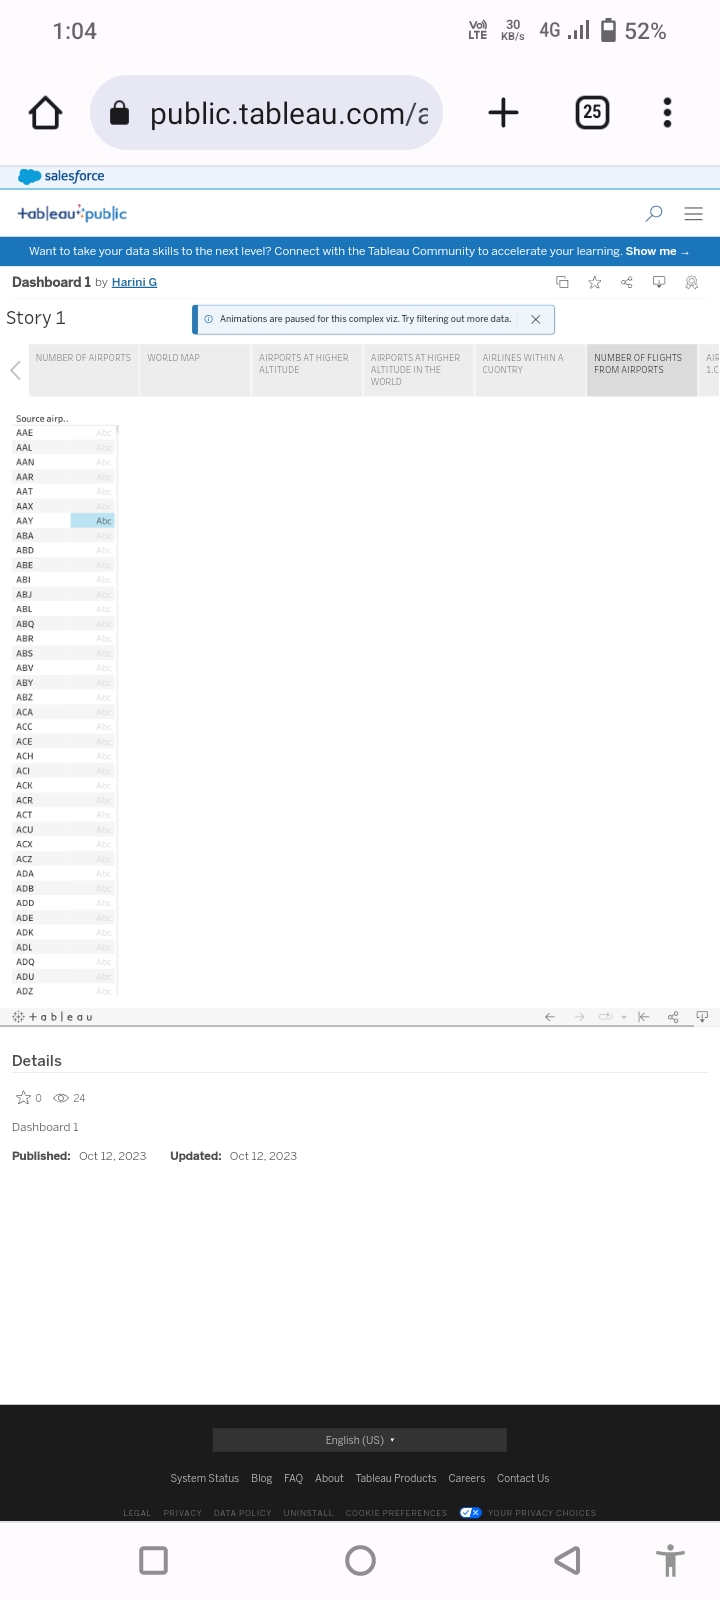 1:04 Vo) LTE 30 KB/s 4G 52%
public.tableau.com/a 25
salesforce
+ableau public
Want to take your data skills to the next level? Connect with the Tableau Community to accelerate your learning. Show me →
Dashboard 1 by Harini G
Story 1
Animations are paused for this complex viz. Try filtering out more data.
NUMBER OF AIRPORTS
WORLD MAP
AIRPORTS AT HIGHER
ALTITUDE
AIRPORTS AT HIGHER
ALTITUDE IN THE
WORLD
AIRLINES WITHIN A
CUONTRY
NUMBER OF FLIGHTS
FROM AIRPORTS
AIR
1.C
Source airp..
AAE Abc
AAL Abc
AAN Abc
AAR Abc
AAT Abc
AAX Abc
AAY Abc
ABA Abc
ABD Abc
ABE Abc
ABI Abc
ABJ Abc
ABL Abc
ABQ Abc
ABR Abc
ABS Abc
ABV Abc
ABY Abc
ABZ Abc
ACA Abc
ACC Abc
ACE Abc
ACH Abc
ACI Abc
ACK Abc
ACR Abc
ACT Abc
ACU Abc
ACX Abc
ACZ Abc
ADA Abc
ADB Abc
ADD Abc
ADE Abc
ADK Abc
ADL Abc
ADQ Abc
ADU Abc
ADZ Abc
+ a b l e a u
Details
0 24
Dashboard 1
Published: Oct 12, 2023 Updated: Oct 12, 2023
English (US)
System Status Blog FAQ About Tableau Products Careers Contact Us
LEGAL PRIVACY DATA POLICY UNINSTALL COOKIE PREFERENCES YOUR PRIVACY CHOICES